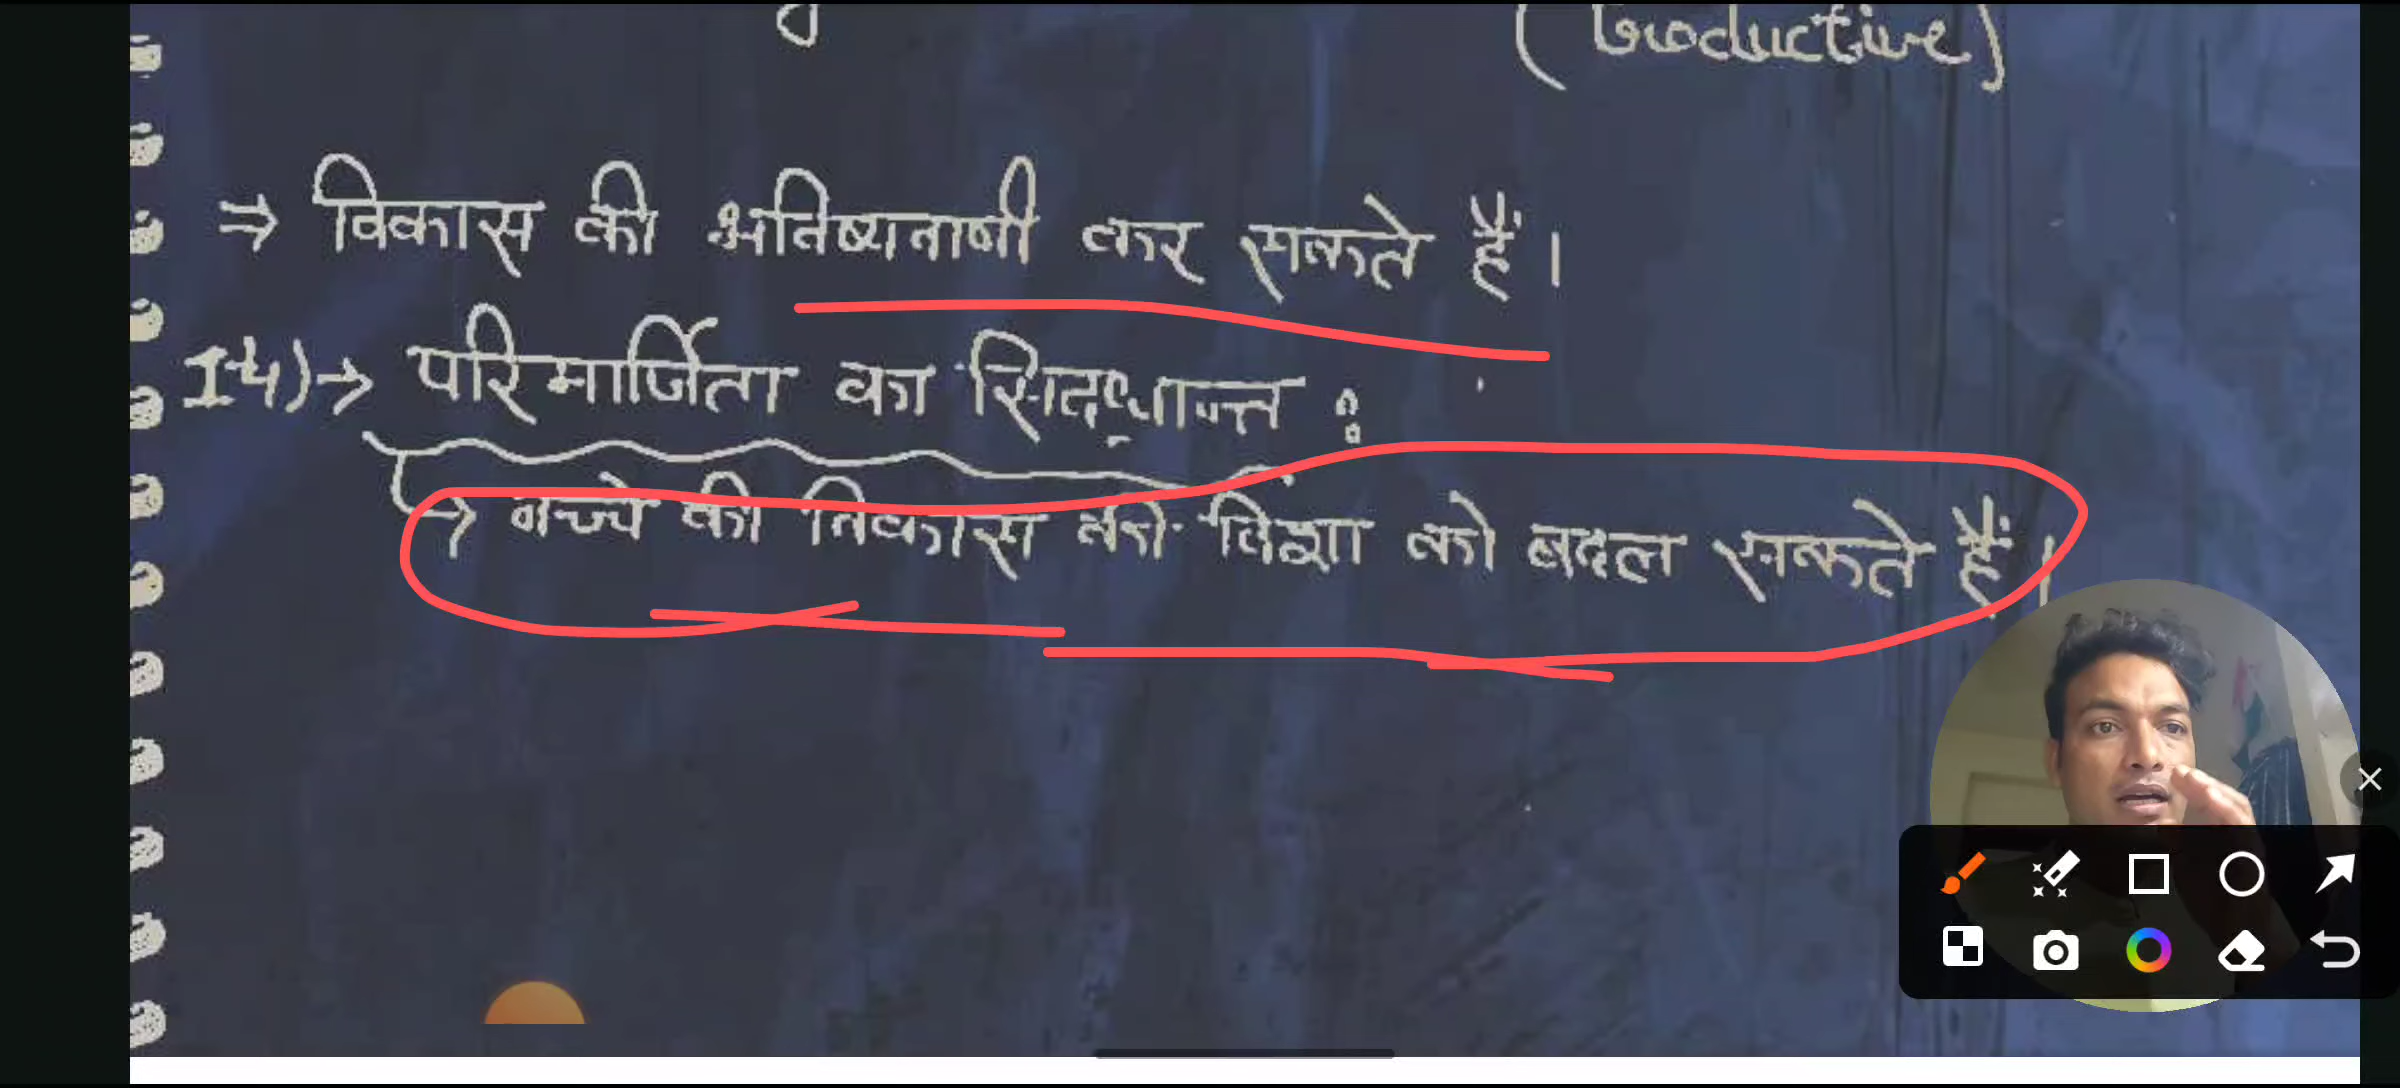 (Productive)
⇒ विकास की भविष्यवाणी कर सकते हैं।
14)→ परिमार्जिता का सिद्धान्त :
→ बच्चे की विकास की दिशा को बदल सकते हैं।